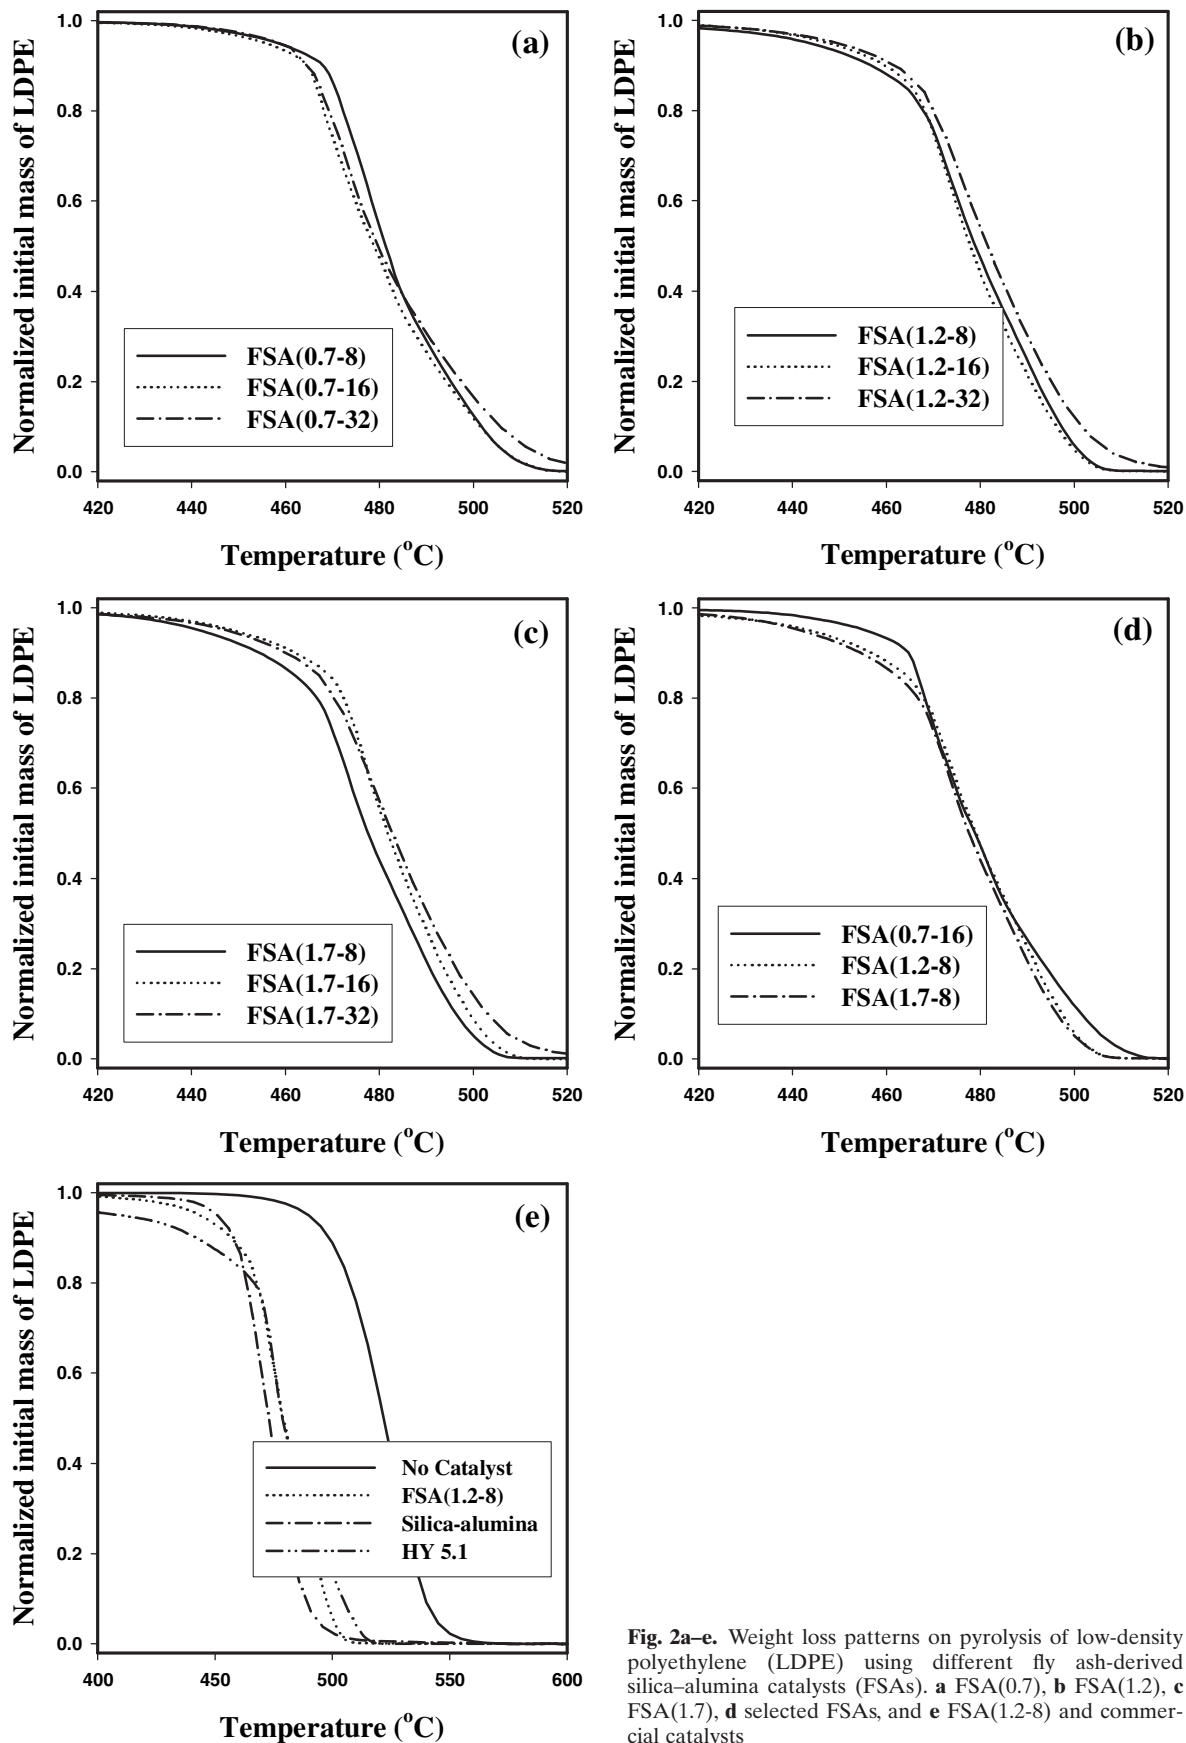 Normalized initial mass of LDPE
1.0
0.8
0.6
0.4
0.2
0.0
(a)
FSA(0.7-8)
FSA(0.7-16)
FSA(0.7-32)
420 440 460 480 500 520
Temperature (°C)
Normalized initial mass of LDPE
1.0
0.8
0.6
0.4
0.2
0.0
(b)
FSA(1.2-8)
FSA(1.2-16)
FSA(1.2-32)
420 440 460 480 500 520
Temperature (°C)
Normalized initial mass of LDPE
1.0
0.8
0.6
0.4
0.2
0.0
(c)
FSA(1.7-8)
FSA(1.7-16)
FSA(1.7-32)
420 440 460 480 500 520
Temperature (°C)
Normalized initial mass of LDPE
1.0
0.8
0.6
0.4
0.2
0.0
(d)
FSA(0.7-16)
FSA(1.2-8)
FSA(1.7-8)
420 440 460 480 500 520
Temperature (°C)
Normalized initial mass of LDPE
1.0
0.8
0.6
0.4
0.2
0.0
(e)
No Catalyst
FSA(1.2-8)
Silica-alumina
HY 5.1
400 450 500 550 600
Temperature (°C)
Fig. 2a–e. Weight loss patterns on pyrolysis of low-density
polyethylene (LDPE) using different fly ash-derived
silica–alumina catalysts (FSAs). a FSA(0.7), b FSA(1.2), c
FSA(1.7), d selected FSAs, and e FSA(1.2-8) and commer-
cial catalysts